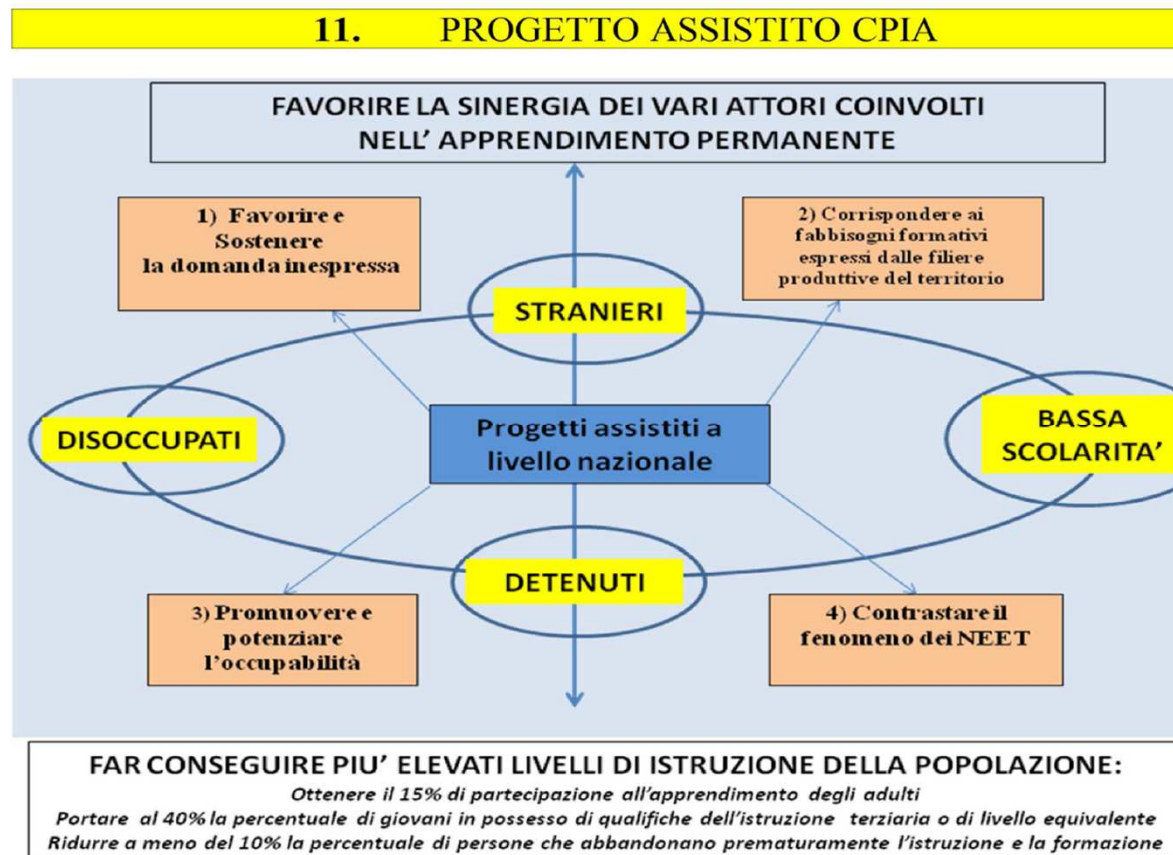 11. PROGETTO ASSISTITO CPIA
FAVORIRE LA SINERGIA DEI VARI ATTORI COINVOLTI
NELL' APPRENDIMENTO PERMANENTE
1) Favorire e
Sostenere
la domanda inespressa
2) Corrispondere ai
fabbisogni formativi
espressi dalle filiere
produttive del territorio
STRANIERI
DISOCCUPATI
Progetti assistiti a
livello nazionale
BASSA
SCOLARITA'
DETENUTI
3) Promuovere e
potenziare
l'occupabilità
4) Contrastare il
fenomeno dei NEET
FAR CONSEGUIRE PIU' ELEVATI LIVELLI DI ISTRUZIONE DELLA POPOLAZIONE:
Ottenere il 15% di partecipazione all'apprendimento degli adulti
Portare al 40% la percentuale di giovani in possesso di qualifiche dell'istruzione terziaria o di livello equivalente
Ridurre a meno del 10% la percentuale di persone che abbandonano prematuramente l'istruzione e la formazione